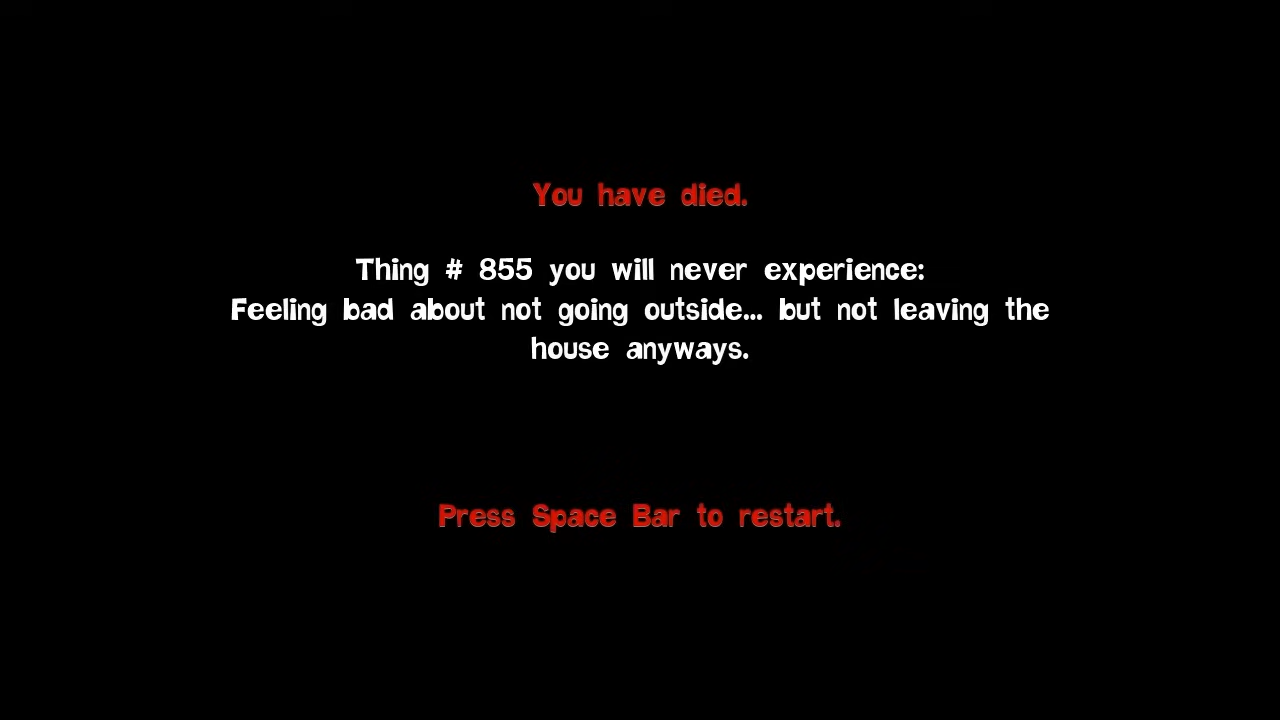 You have died.
Thing # 855 you will never experience:
Feeling bad about not going outside... but not leaving the
house anyways.
Press Space Bar to restart.